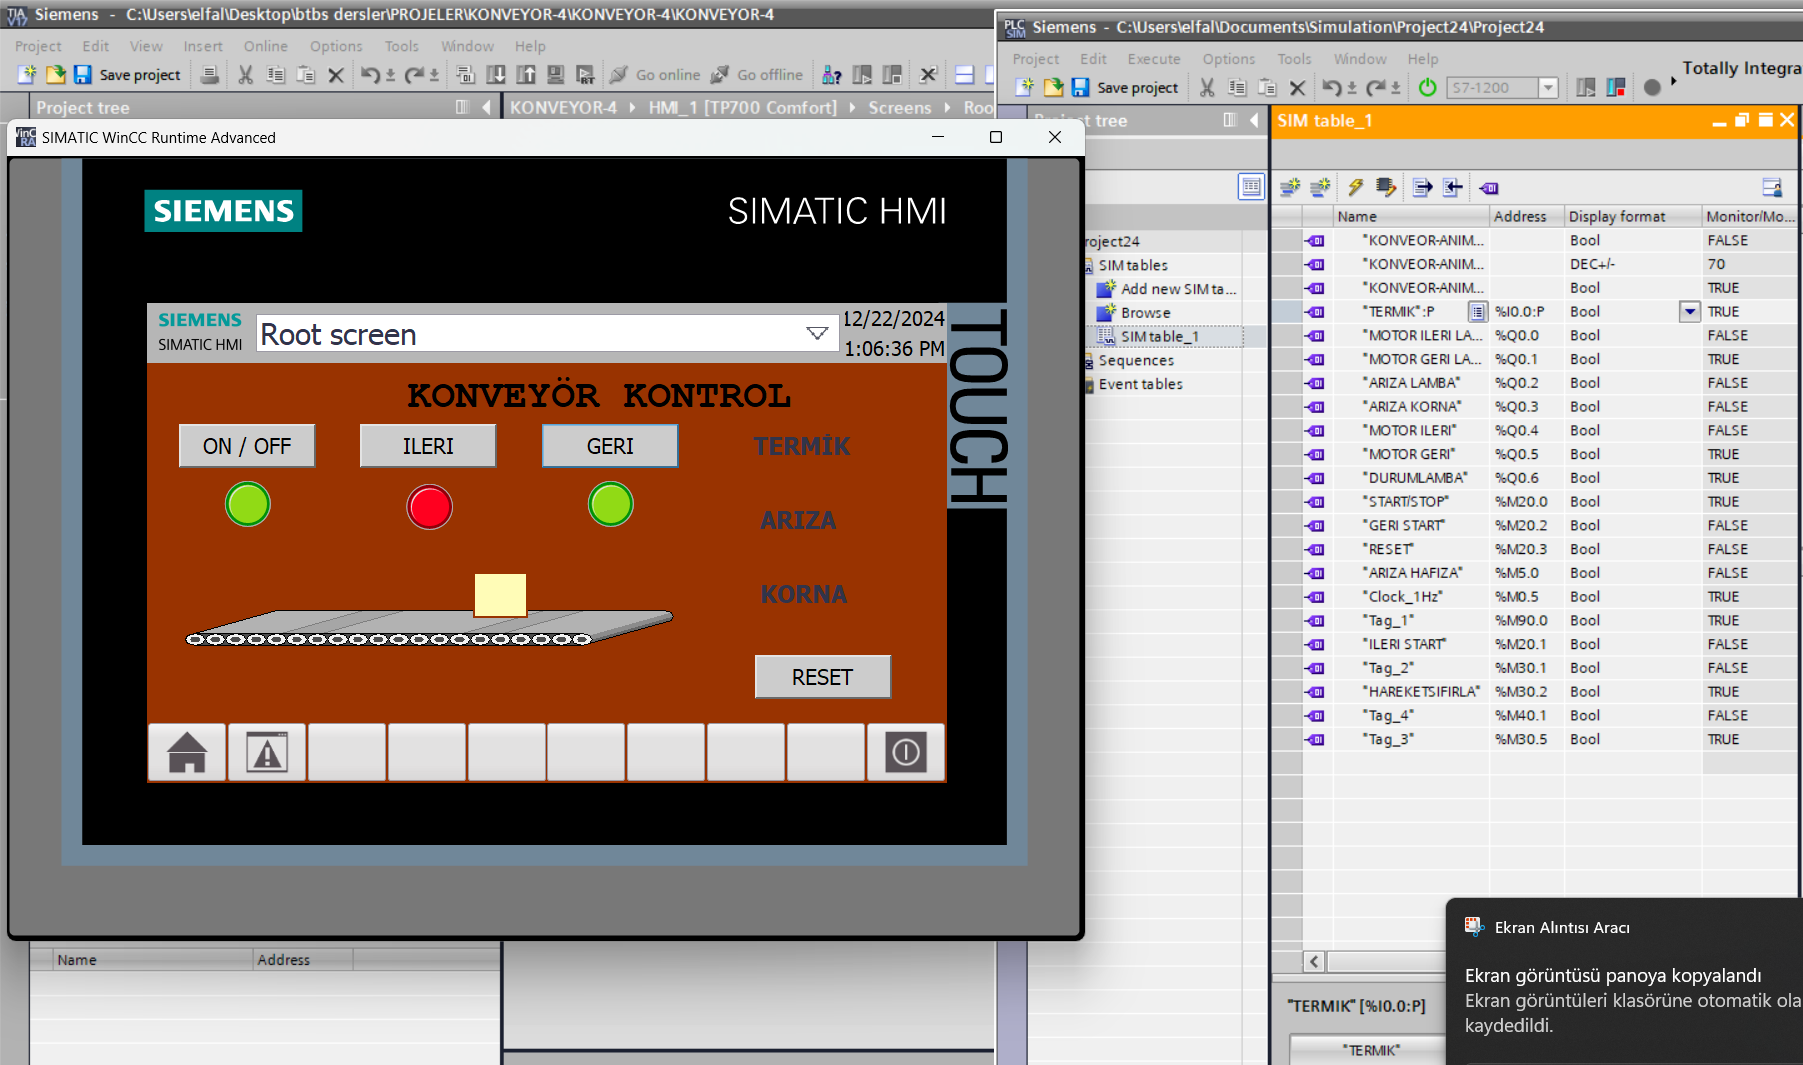 Siemens - C:\Users\elfal\Desktop\btbs dersler\PROJELER\KONVEYOR-4\KONVEYOR-4\KONVEYOR-4
Project Edit View Insert Online Options Tools Window Help
Save project Go online Go offline
Project tree
KONVEYOR-4 HMI_1 [TP700 Comfort] Screens
SIMATIC WinCC Runtime Advanced
SIEMENS
SIMATIC HMI
SIEMENS
SIMATIC HMI
Root screen
12/22/2024
1:06:36 PM
TOUCH
KONVEYÖR KONTROL
ON / OFF ILERI GERI TERMİK
ARIZA
KORNA
RESET
Name Address
Siemens - C:\Users\elfal\Documents\Simulation\Project24\Project24
Project Edit Execute Options Tools Window Help
Save project S7-1200
Totally Integra
tree
roject24
SIM tables
Add new SIM ta...
Browse
SIM table_1
Sequences
Event tables
SIM table_1
Name Address Display format Monitor/Mo...
"KONVEOR-ANIM... Bool FALSE
"KONVEOR-ANIM... DEC+/- 70
"KONVEOR-ANIM... Bool TRUE
"TERMIK":P %I0.0:P Bool TRUE
"MOTOR ILERI LA... %Q0.0 Bool FALSE
"MOTOR GERI LA... %Q0.1 Bool TRUE
"ARIZA LAMBA" %Q0.2 Bool FALSE
"ARIZA KORNA" %Q0.3 Bool FALSE
"MOTOR ILERI" %Q0.4 Bool FALSE
"MOTOR GERI" %Q0.5 Bool TRUE
"DURUMLAMBA" %Q0.6 Bool TRUE
"START/STOP" %M20.0 Bool TRUE
"GERI START" %M20.2 Bool FALSE
"RESET" %M20.3 Bool FALSE
"ARIZA HAFIZA" %M5.0 Bool FALSE
"Clock_1Hz" %M0.5 Bool TRUE
"Tag_1" %M90.0 Bool TRUE
"ILERI START" %M20.1 Bool FALSE
"Tag_2" %M30.1 Bool FALSE
"HAREKETSIFIRLA" %M30.2 Bool TRUE
"Tag_4" %M40.1 Bool FALSE
"Tag_3" %M30.5 Bool TRUE
"TERMIK" [%I0.0:P]
"TERMIK"
Ekran Alıntısı Aracı
Ekran görüntüsü panoya kopyalandı
Ekran görüntüleri klasörüne otomatik ola
kaydedildi.